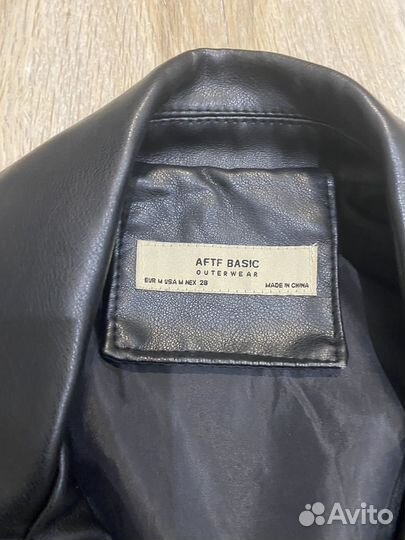 AFTF BASIC
OUTERWEAR
EUR M USA M MEX 28 MADE IN CHINA
Avito